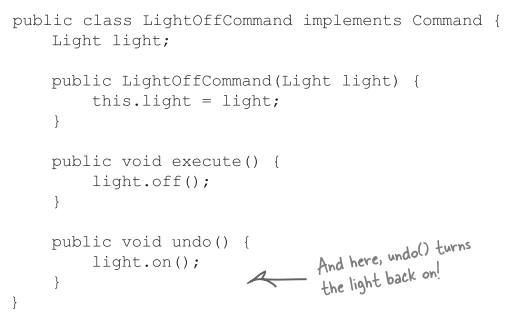 public class LightOffCommand implements Command {
    Light light;

    public LightOffCommand(Light light) {
        this.light = light;
    }

    public void execute() {
        light.off();
    }

    public void undo() {
        light.on();
    }
}
And here, undo() turns
the light back on!